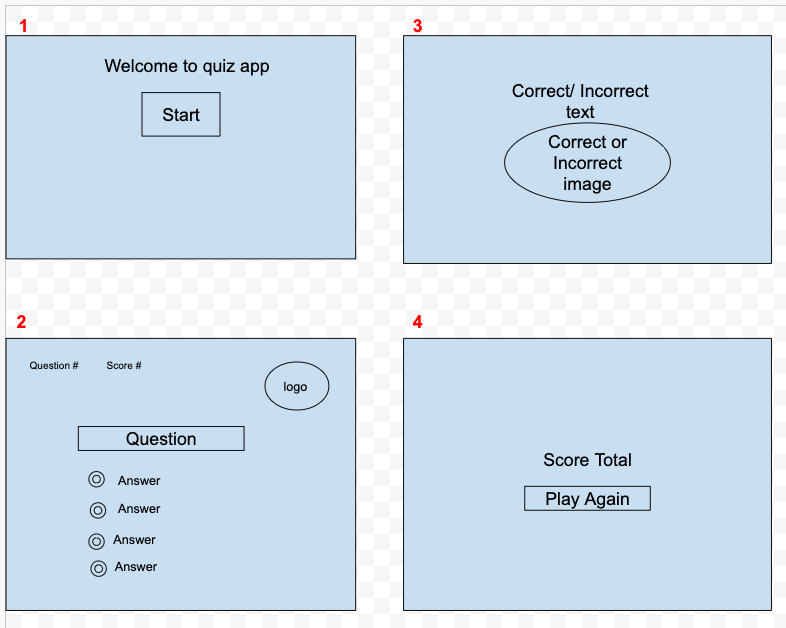 1
Welcome to quiz app
Start
3
Correct/ Incorrect
text
Correct or
Incorrect
image
2
Question #
Score #
logo
Question
Answer
Answer
Answer
Answer
4
Score Total
Play Again